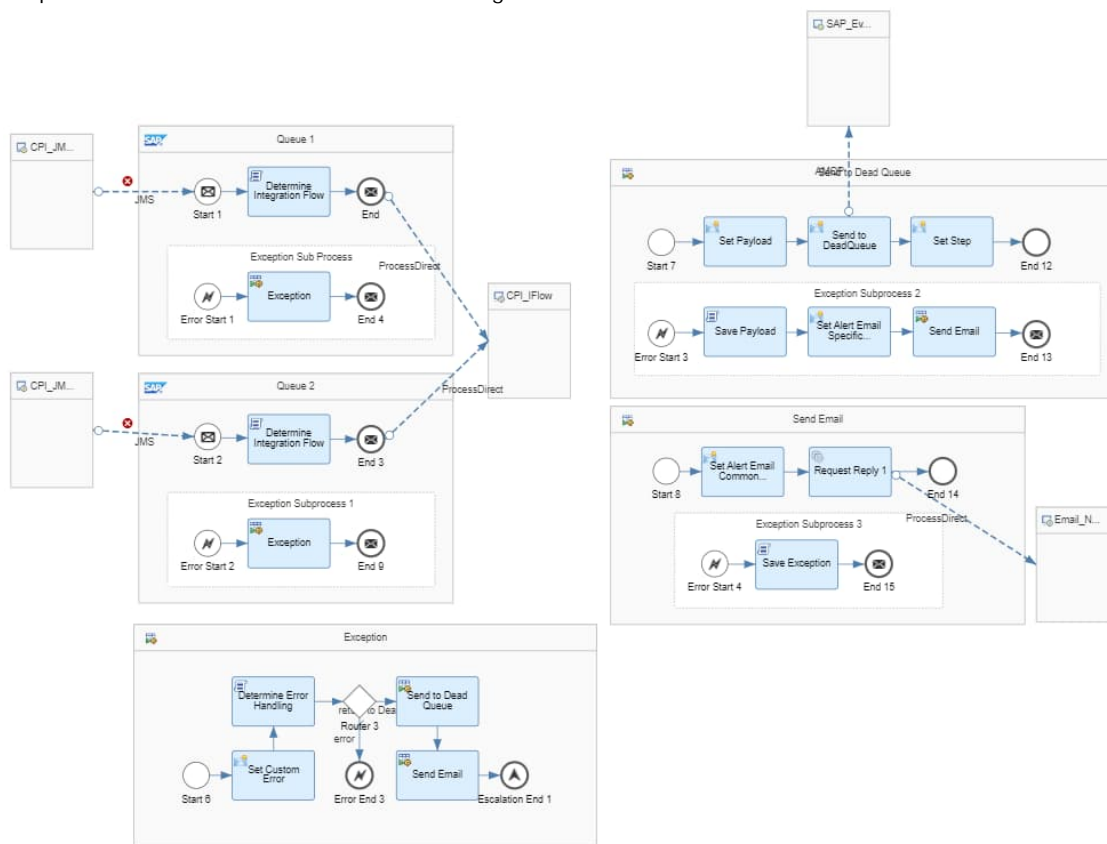 SAP_Ev...
CPI_JM...
SAP
Queue 1
Determine
Integration Flow
JMS
Start 1
End
Exception Sub Process
ProcessDirect
Exception
Error Start 1
End 4
CPI_IFlow
CPI_JM...
SAP
Queue 2
ProcessDirect
Determine
Integration Flow
JMS
Start 2
End 3
Exception Subprocess 1
Exception
Error Start 2
End 9
Exception
Determine Error
Handling
Send to Dead
Queue
Router 3
error
Set Custom
Error
Send Email
Start 6
Error End 3
Escalation End 1
Send to Dead Queue
Set Payload
Send to
DeadQueue
Set Step
Start 7
End 12
Exception Subprocess 2
Save Payload
Set Alert Email
Specific...
Send Email
Error Start 3
End 13
Send Email
Set Alert Email
Common...
Request Reply 1
Start 8
End 14
ProcessDirect
Email_N...
Exception Subprocess 3
Save Exception
Error Start 4
End 15